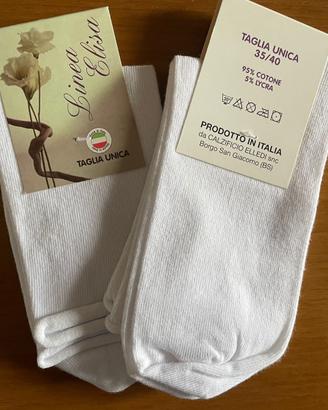 Linea
Elisa
TAGLIA UNICA
TAGLIA UNICA
35/40
95% COTONE
5% LYCRA
PRODOTTO IN ITALIA
da CALZIFICIO ELLEDI snc
Borgo San Giacomo (BS)